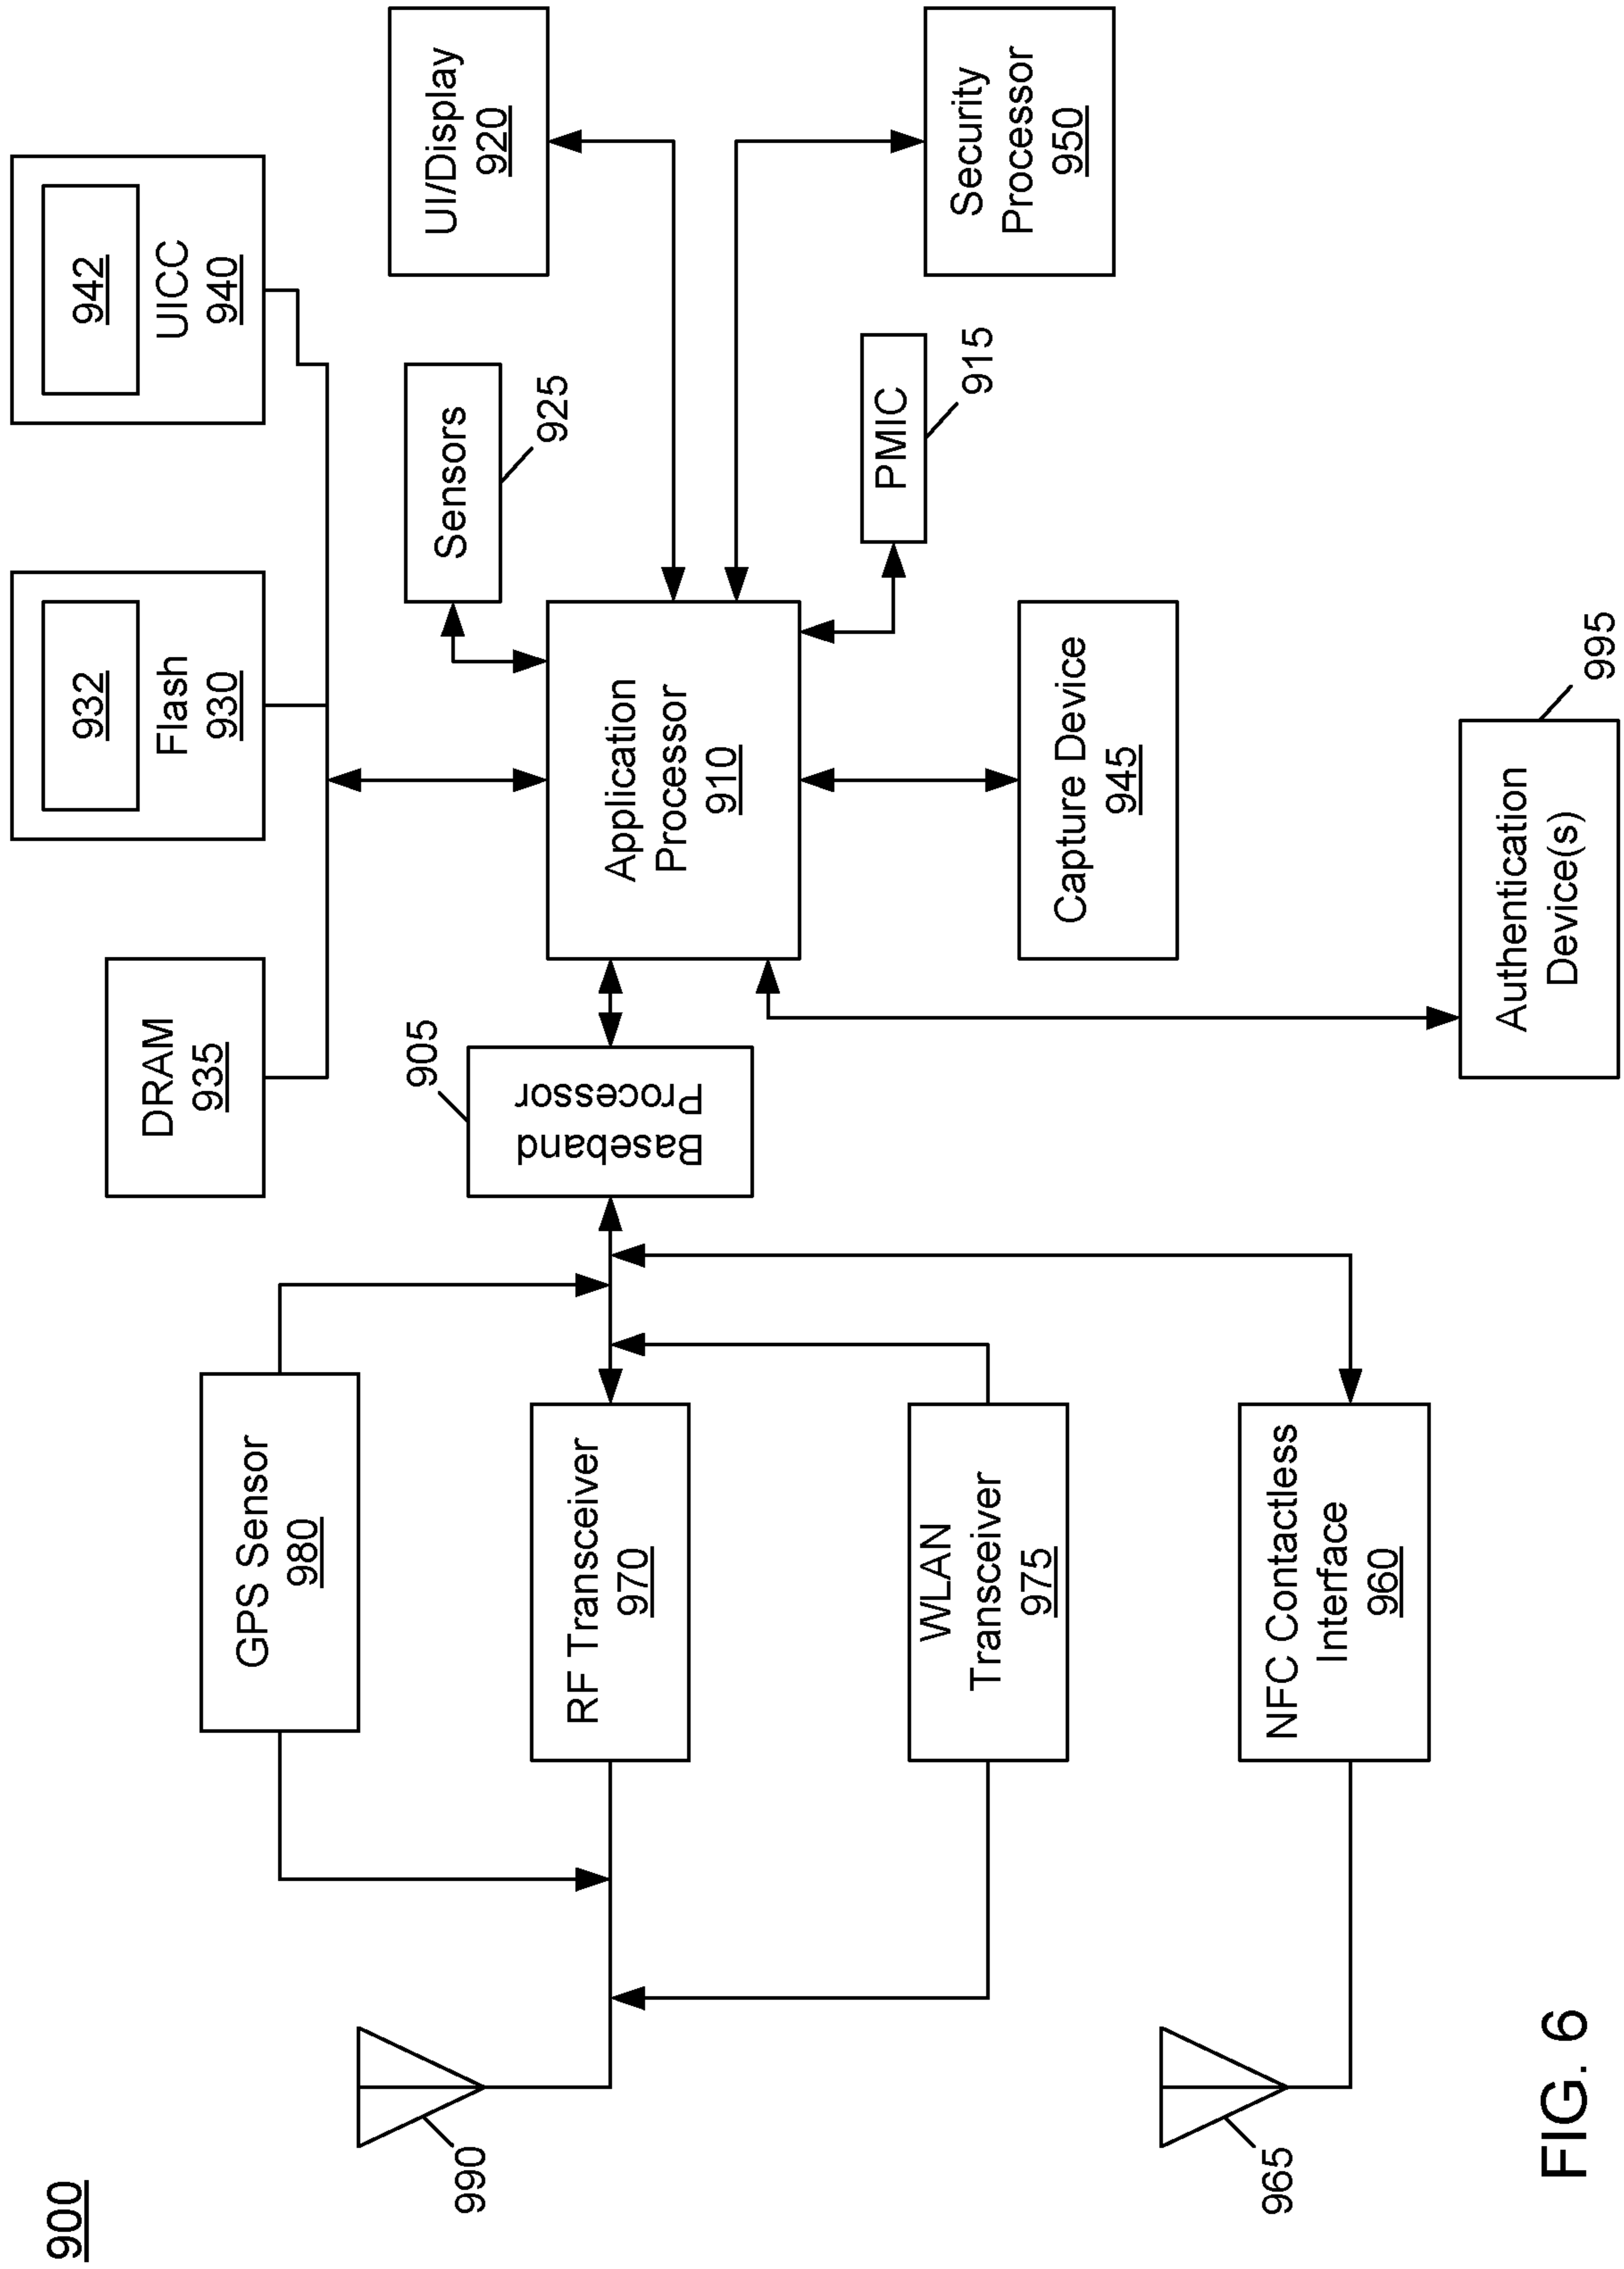 900
DRAM
935
932
Flash
930
942
UICC
940
Sensors
925
UI/Display
920
GPS Sensor
980
905
Baseband
Processor
Application
Processor
910
990
RF Transceiver
970
PMIC
915
Security
Processor
950
WLAN
Transceiver
975
Capture Device
945
965
NFC Contactless
Interface
960
Authentication
Device(s)
995
FIG. 6